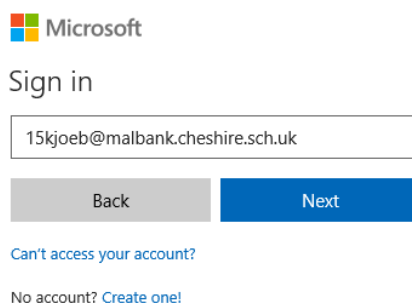 Microsoft
Sign in
15kjoeb@malbank.cheshire.sch.uk
Back Next
Can't access your account?
No account? Create one!